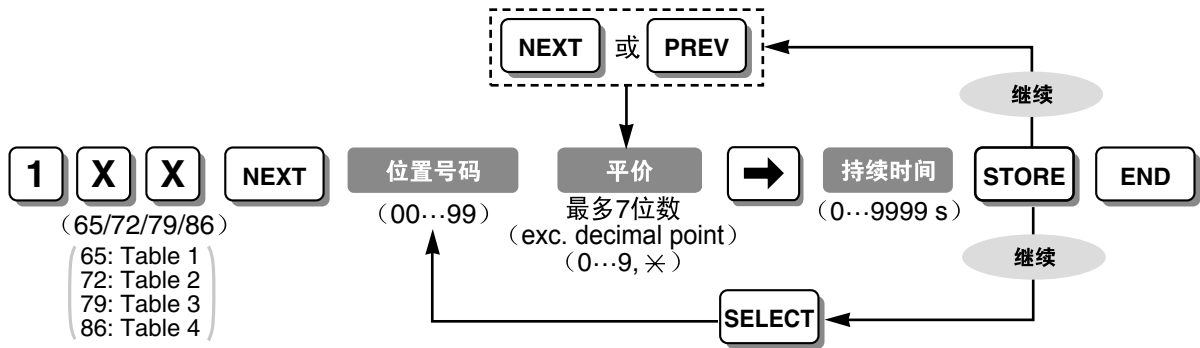 NEXT 或 PREV
继续
1 X X NEXT 位置号码 平价 → 持续时间 STORE END
(65/72/79/86)
65: Table 1
72: Table 2
79: Table 3
86: Table 4
(00…99)
最多7位数
(exc. decimal point)
(0…9, ✳)
(0…9999 s)
继续
SELECT